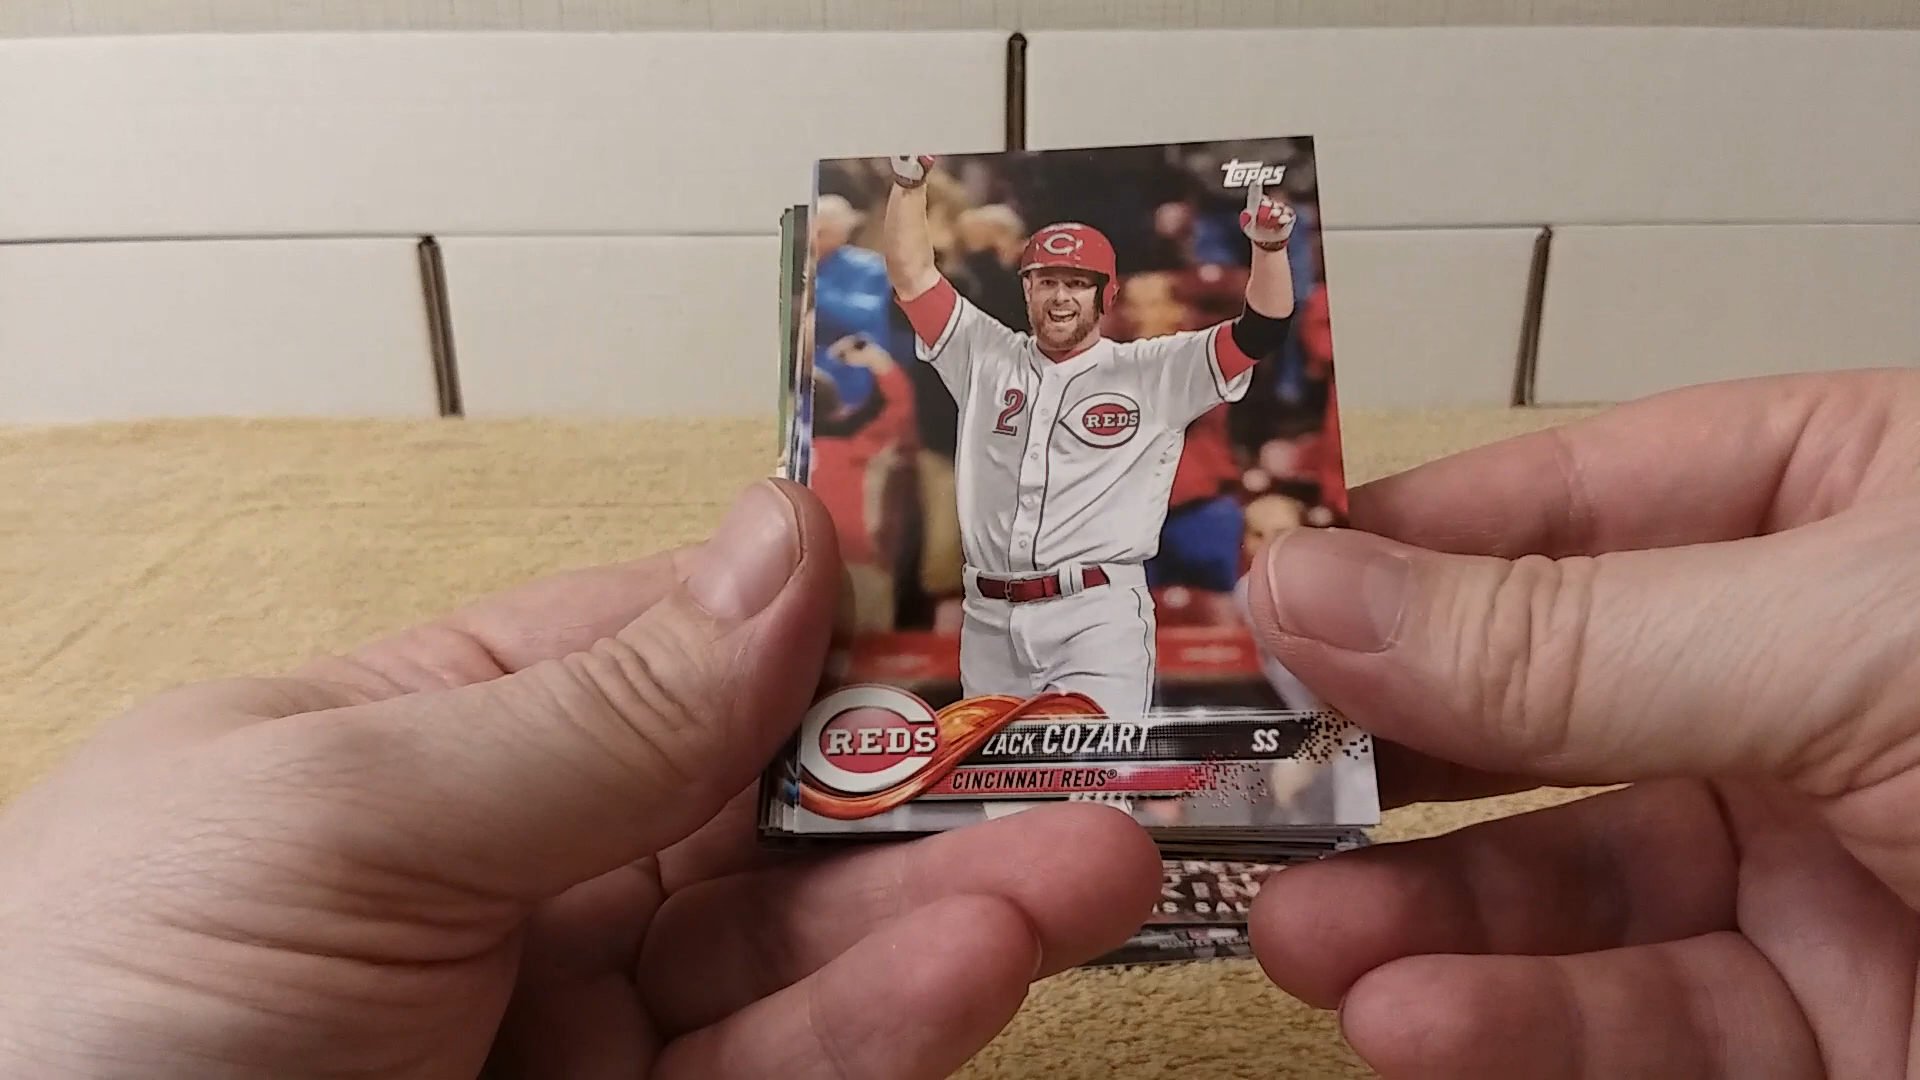 topps
C
2
REDS
REDS
ZACK COZART
SS
CINCINNATI REDS®